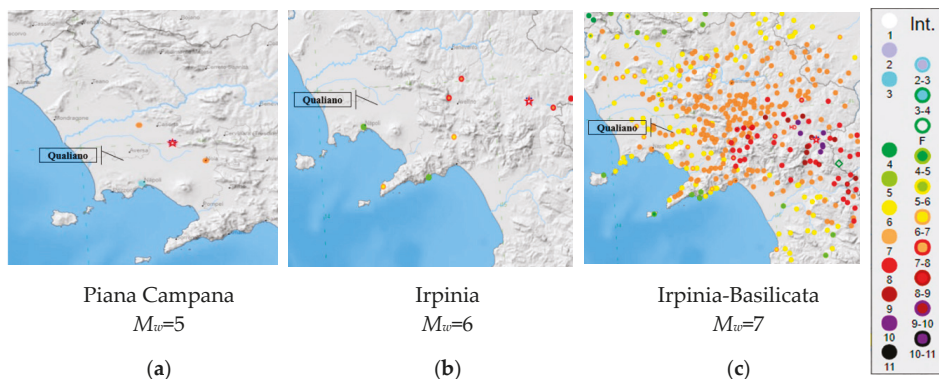 Qualiano
Qualiano
Qualiano
Piana Campana
Mw=5
(a)
Irpinia
Mw=6
(b)
Irpinia-Basilicata
Mw=7
(c)
Int.
1
2
2-3
3
3-4
F
4
4-5
5
5-6
6
6-7
7
7-8
8
8-9
9
9-10
10
10-11
11